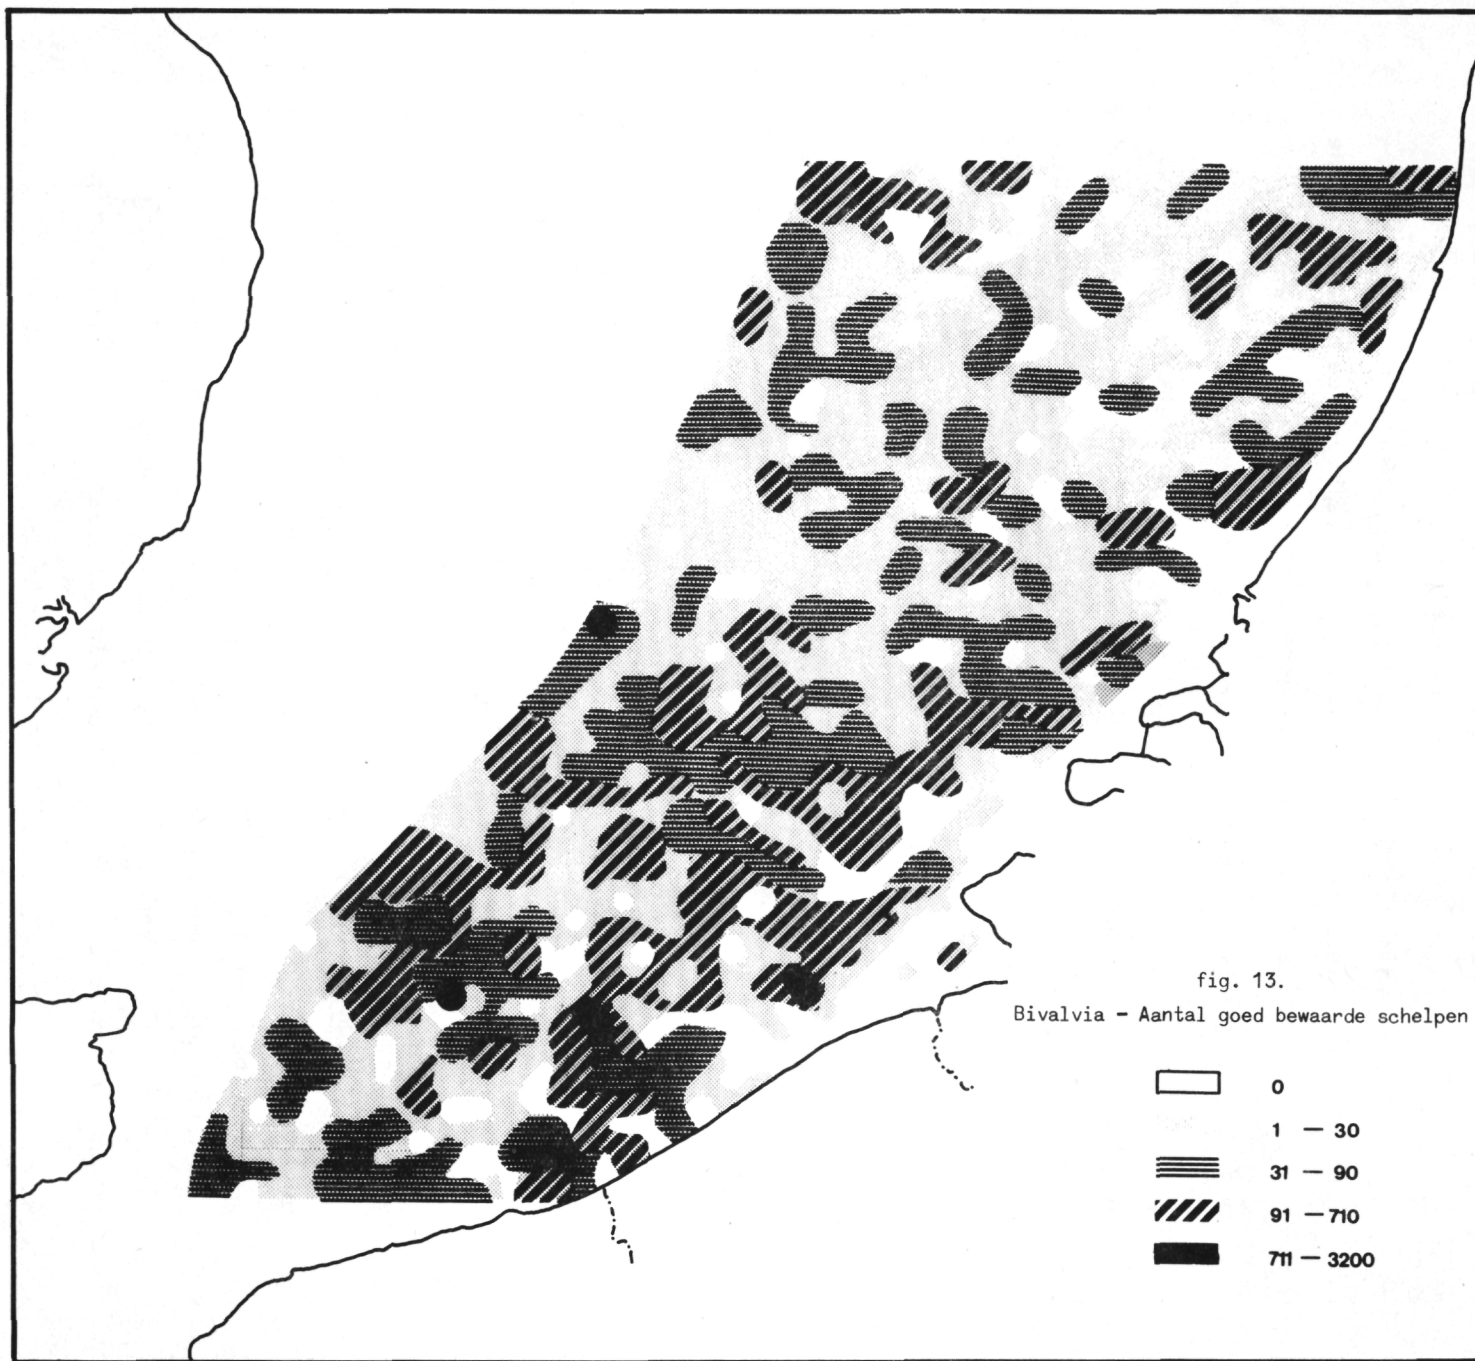 fig. 13.
Bivalvia - Aantal goed bewaarde schelpen
0
1 - 30
31 - 90
91 - 710
711 - 3200